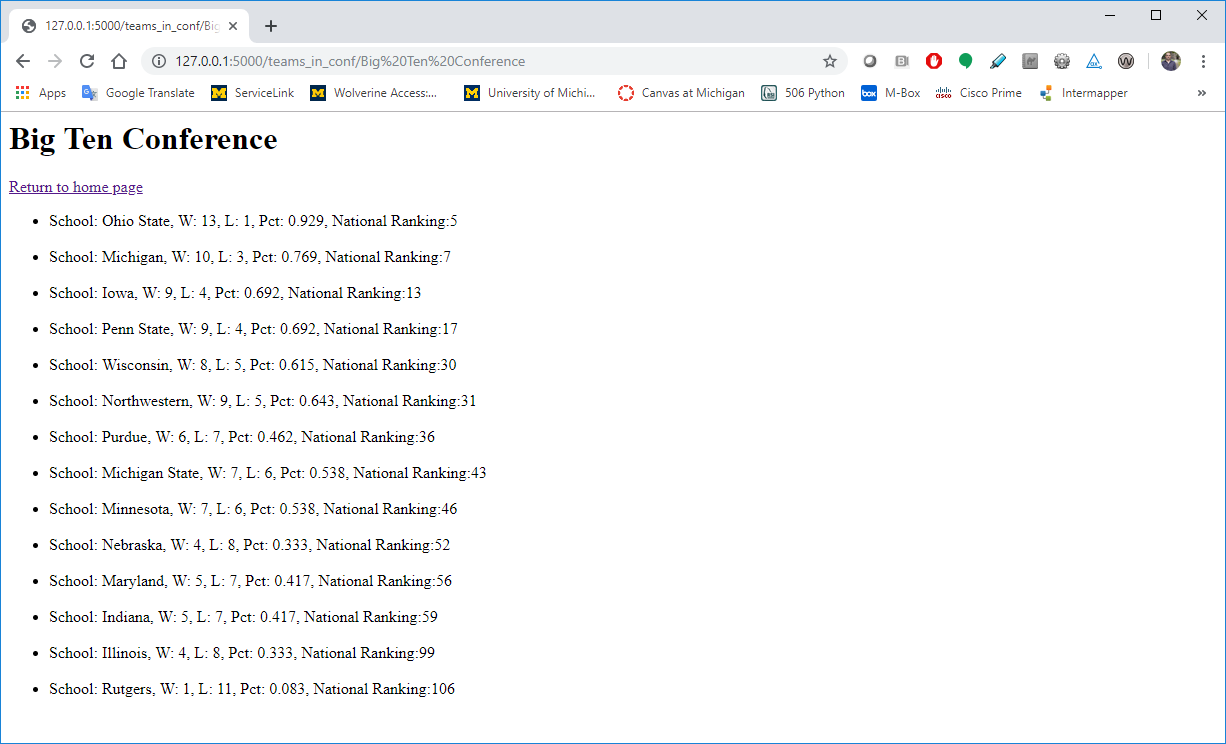 127.0.0.1:5000/teams_in_conf/Big
127.0.0.1:5000/teams_in_conf/Big%20Ten%20Conference
Apps Google Translate ServiceLink Wolverine Access:... University of Michi... Canvas at Michigan 506 Python M-Box Cisco Prime Intermapper »
Big Ten Conference
Return to home page
• School: Ohio State, W: 13, L: 1, Pct: 0.929, National Ranking:5
• School: Michigan, W: 10, L: 3, Pct: 0.769, National Ranking:7
• School: Iowa, W: 9, L: 4, Pct: 0.692, National Ranking:13
• School: Penn State, W: 9, L: 4, Pct: 0.692, National Ranking:17
• School: Wisconsin, W: 8, L: 5, Pct: 0.615, National Ranking:30
• School: Northwestern, W: 9, L: 5, Pct: 0.643, National Ranking:31
• School: Purdue, W: 6, L: 7, Pct: 0.462, National Ranking:36
• School: Michigan State, W: 7, L: 6, Pct: 0.538, National Ranking:43
• School: Minnesota, W: 7, L: 6, Pct: 0.538, National Ranking:46
• School: Nebraska, W: 4, L: 8, Pct: 0.333, National Ranking:52
• School: Maryland, W: 5, L: 7, Pct: 0.417, National Ranking:56
• School: Indiana, W: 5, L: 7, Pct: 0.417, National Ranking:59
• School: Illinois, W: 4, L: 8, Pct: 0.333, National Ranking:99
• School: Rutgers, W: 1, L: 11, Pct: 0.083, National Ranking:106